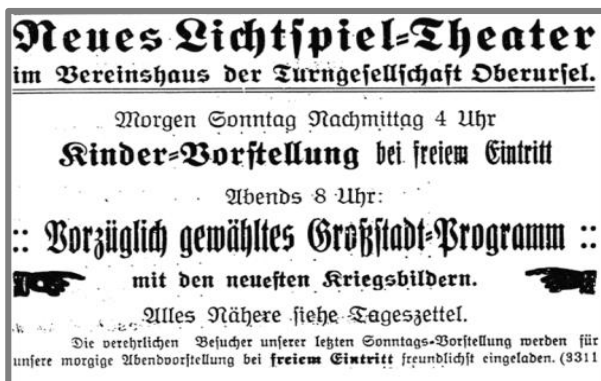 Neues Lichtspiel-Theater
im Vereinshaus der Turngesellschaft Oberursel.
Morgen Sonntag Nachmittag 4 Uhr
Kinder-Vorstellung bei freiem Eintritt
Abends 8 Uhr:
:: Vorzüglich gewähltes Großstadt-Programm ::
mit den neuesten Kriegsbildern.
Alles Nähere siehe Tageszettel.
Die verehrlichen Besucher unserer letzten Sonntags-Vorstellung werden für
unsere morgige Abendvorstellung bei freiem Eintritt freundlichst eingeladen. (3311